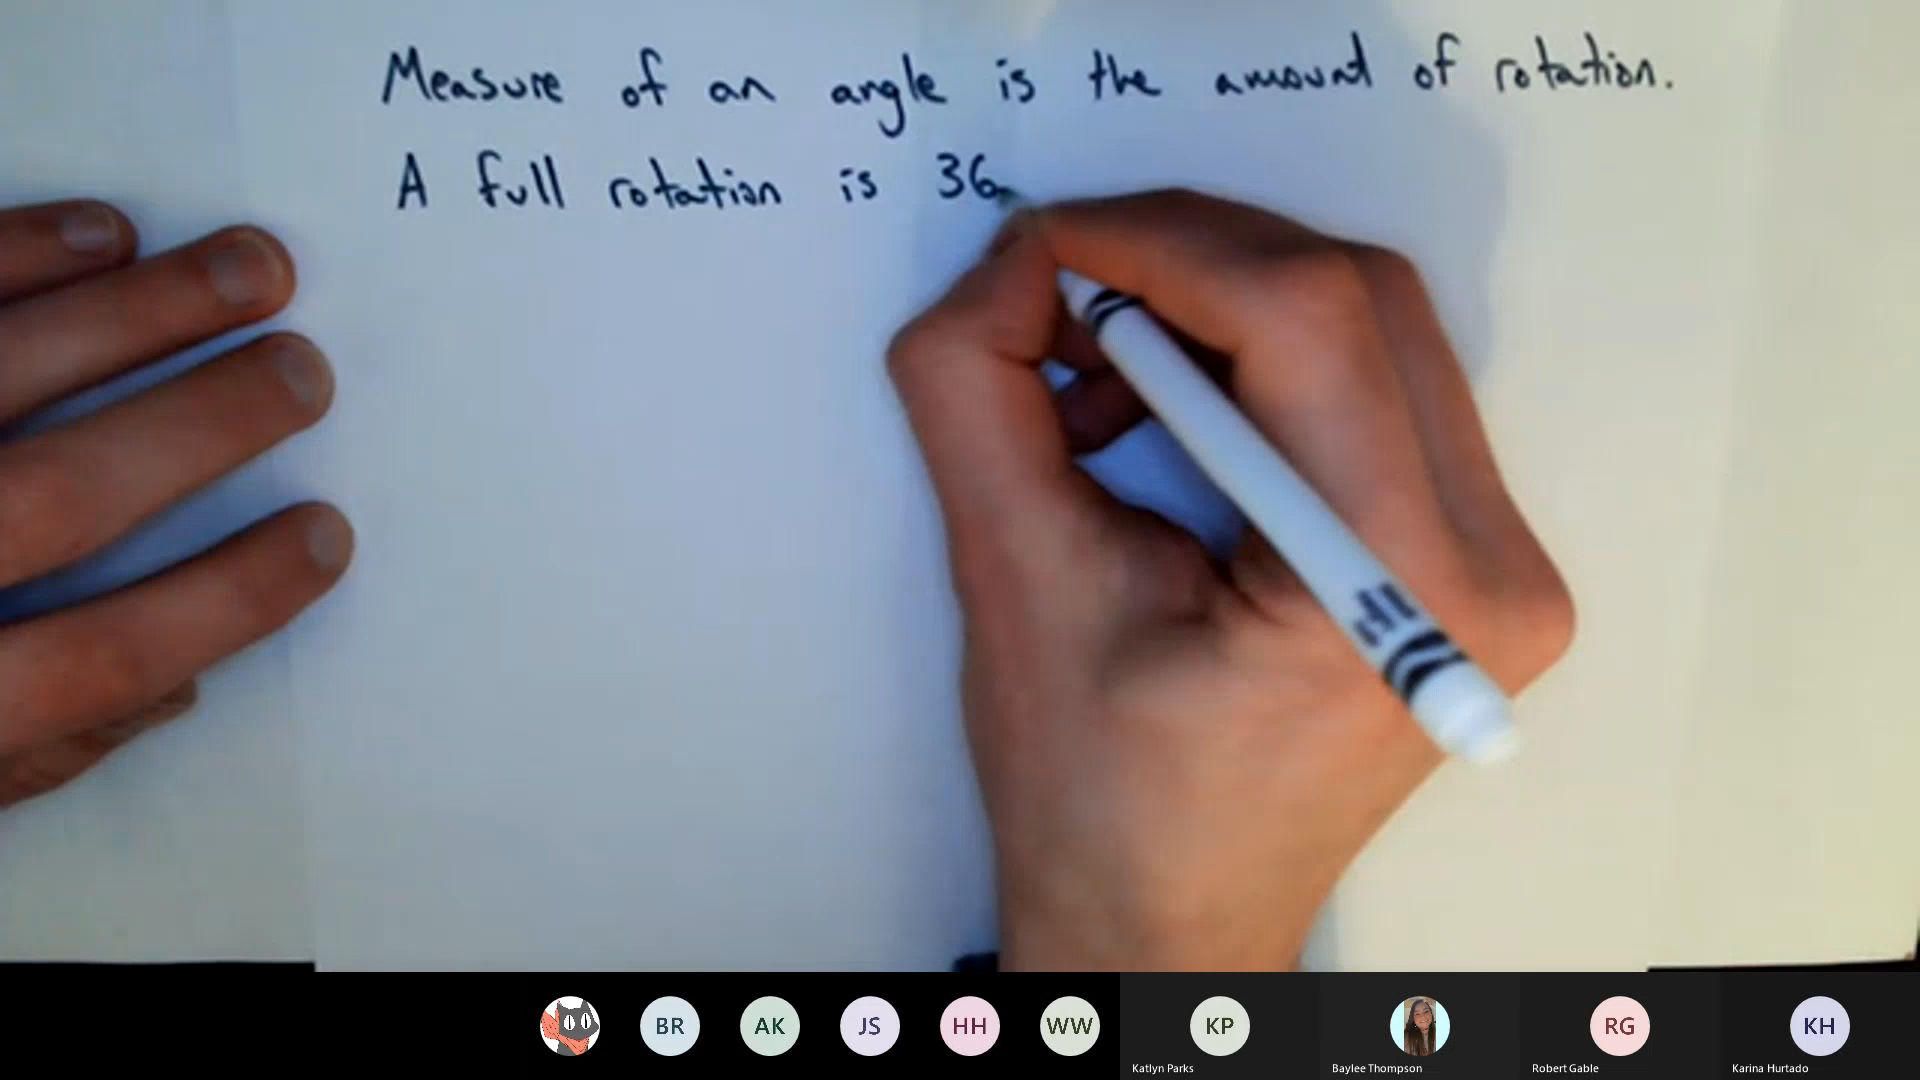 Measure of an angle is the amount of rotation.
A full rotation is 36
BR
AK
JS
HH
WW
KP
RG
KH
Katlyn Parks
Baylee Thompson
Robert Gable
Karina Hurtado